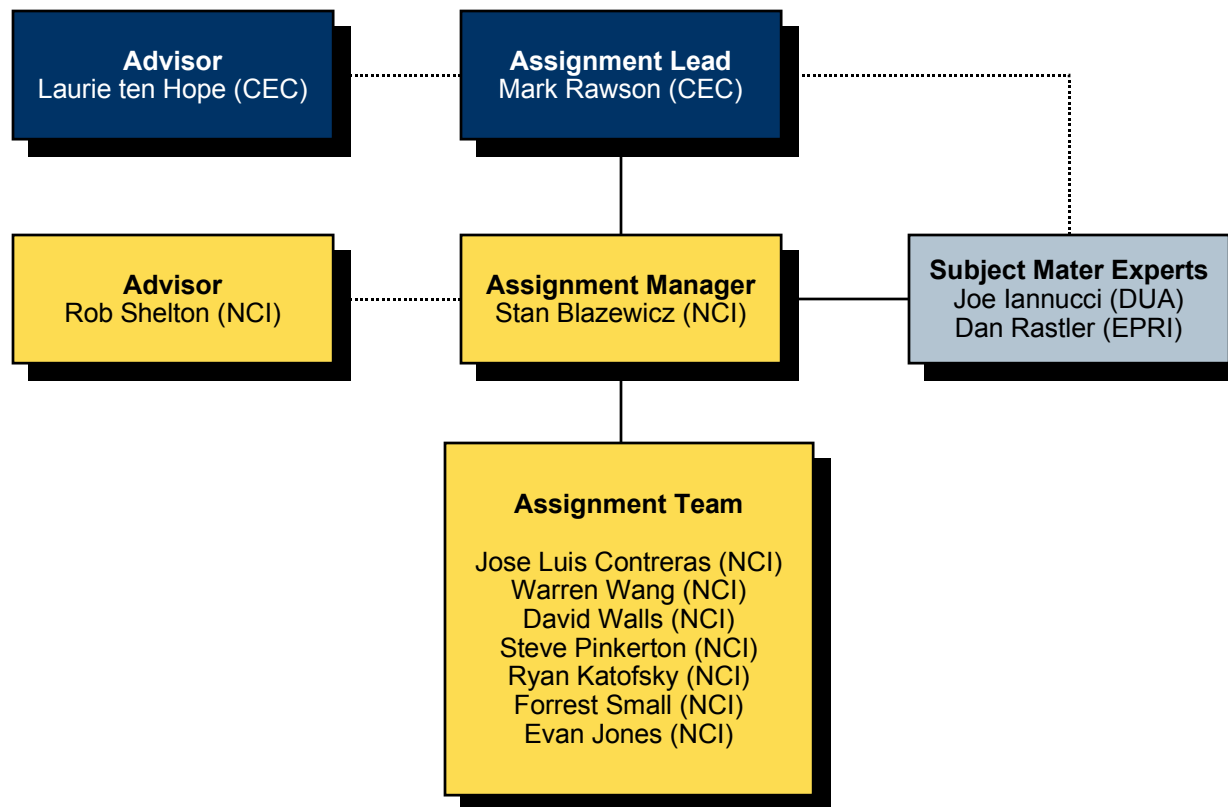 Advisor
Laurie ten Hope (CEC)
Assignment Lead
Mark Rawson (CEC)
Advisor
Rob Shelton (NCI)
Assignment Manager
Stan Blazewicz (NCI)
Subject Mater Experts
Joe Iannucci (DUA)
Dan Rastler (EPRI)
Assignment Team
Jose Luis Contreras (NCI)
Warren Wang (NCI)
David Walls (NCI)
Steve Pinkerton (NCI)
Ryan Katofsky (NCI)
Forrest Small (NCI)
Evan Jones (NCI)